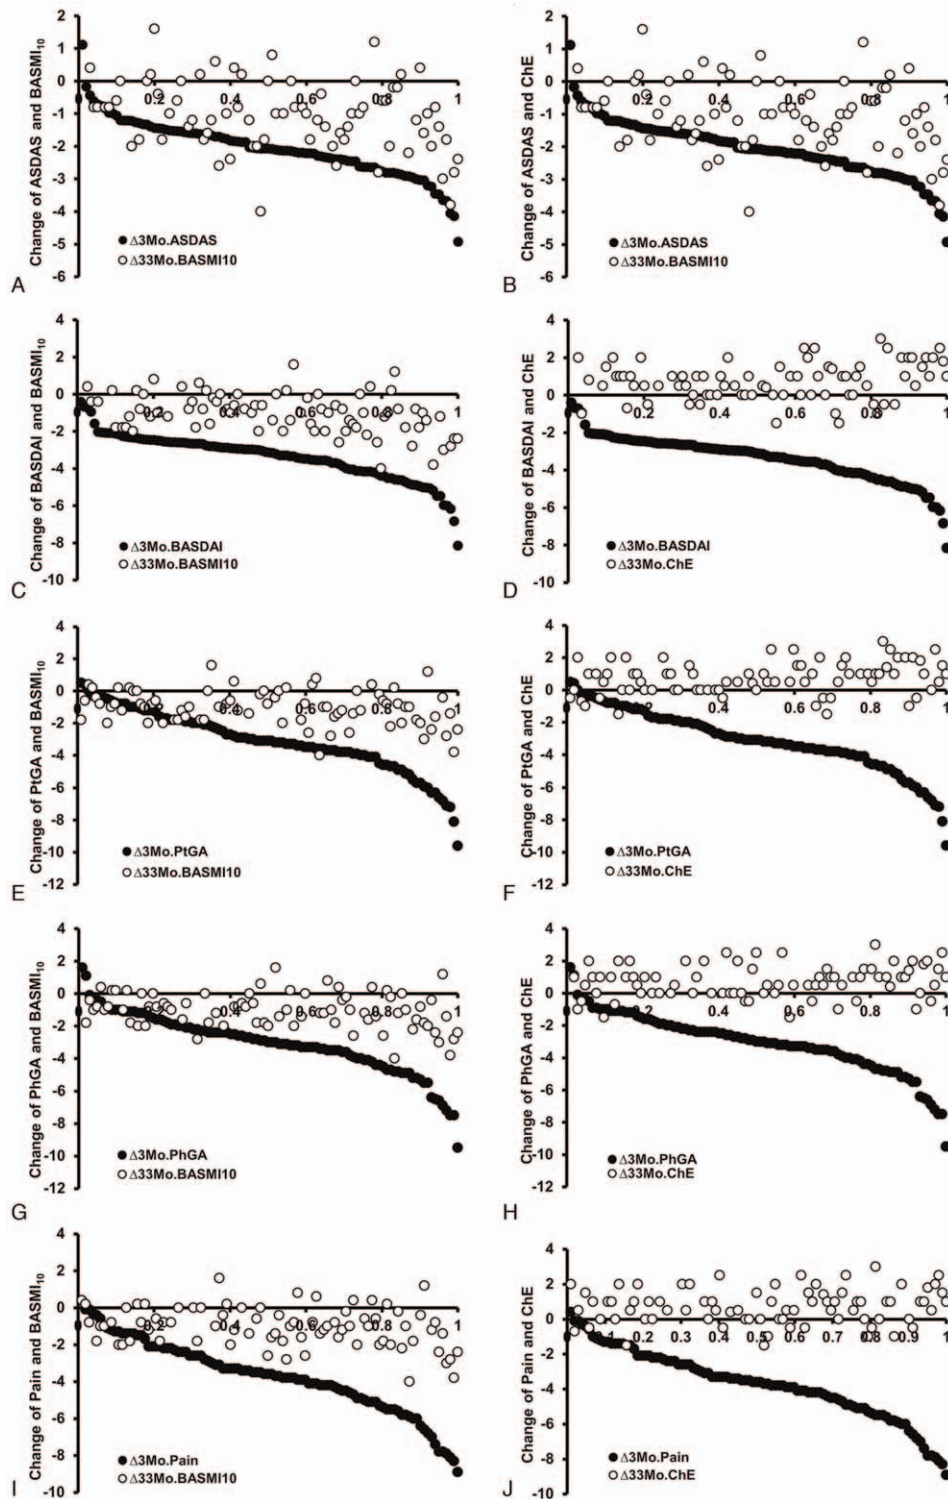 Change of ASDAS and BASMI₁₀
2
1
0
-1
-2
-3
-4
-5
-6
0.2 0.4 0.6 0.8 1
Δ3Mo.ASDAS
Δ33Mo.BASMI10
A
Change of ASDAS and ChE
2
1
0
-1
-2
-3
-4
-5
-6
0.2 0.4 0.6 0.8 1
Δ3Mo.ASDAS
Δ33Mo.BASMI10
B
Change of BASDAI and BASMI₁₀
4
2
0
-2
-4
-6
-8
-10
0.2 0.4 0.6 0.8 1
Δ3Mo.BASDAI
Δ33Mo.BASMI10
C
Change of BASDAI and ChE
4
2
0
-2
-4
-6
-8
-10
0.2 0.4 0.6 0.8 1
Δ3Mo.BASDAI
Δ33Mo.ChE
D
Change of PtGA and BASMI₁₀
4
2
0
-2
-4
-6
-8
-10
-12
0.2 0.4 0.6 0.8 1
Δ3Mo.PtGA
Δ33Mo.BASMI10
E
Change of PtGA and ChE
4
2
0
-2
-4
-6
-8
-10
-12
0.2 0.4 0.6 0.8 1
Δ3Mo.PtGA
Δ33Mo.ChE
F
Change of PhGA and BASMI₁₀
4
2
0
-2
-4
-6
-8
-10
-12
0.2 0.4 0.6 0.8 1
Δ3Mo.PhGA
Δ33Mo.BASMI10
G
Change of PhGA and ChE
4
2
0
-2
-4
-6
-8
-10
-12
0.2 0.4 0.6 0.8 1
Δ3Mo.PhGA
Δ33Mo.ChE
H
Change of Pain and BASMI₁₀
4
2
0
-2
-4
-6
-8
-10
0.2 0.4 0.6 0.8 1
Δ3Mo.Pain
Δ33Mo.BASMI10
I
Change of Pain and ChE
4
2
0
-2
-4
-6
-8
-10
0.1 0.2 0.3 0.4 0.5 0.6 0.7 0.8 0.9 1
Δ3Mo.Pain
Δ33Mo.ChE
J